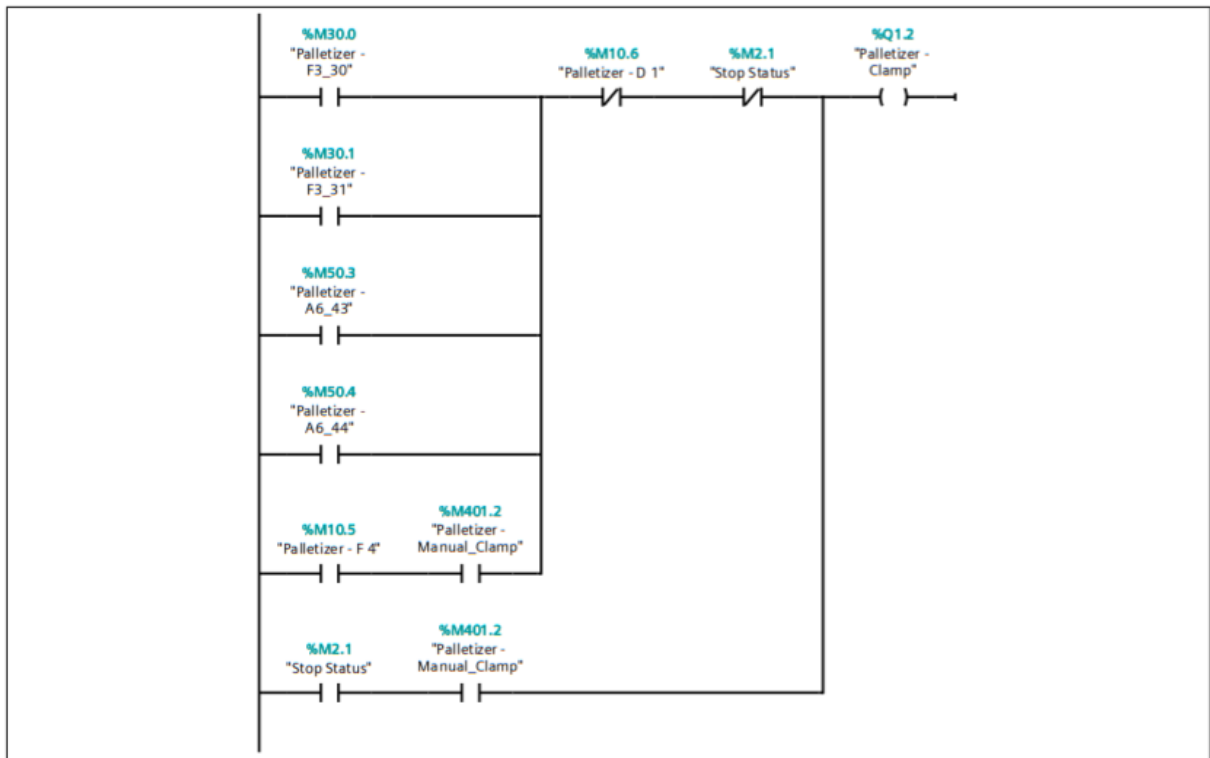 %M30.0
"Palletizer -
F3_30"
%M10.6
"Palletizer - D 1"
%M2.1
"Stop Status"
%Q1.2
"Palletizer -
Clamp"
%M30.1
"Palletizer -
F3_31"
%M50.3
"Palletizer -
A6_43"
%M50.4
"Palletizer -
A6_44"
%M10.5
"Palletizer - F 4"
%M401.2
"Palletizer -
Manual_Clamp"
%M2.1
"Stop Status"
%M401.2
"Palletizer -
Manual_Clamp"